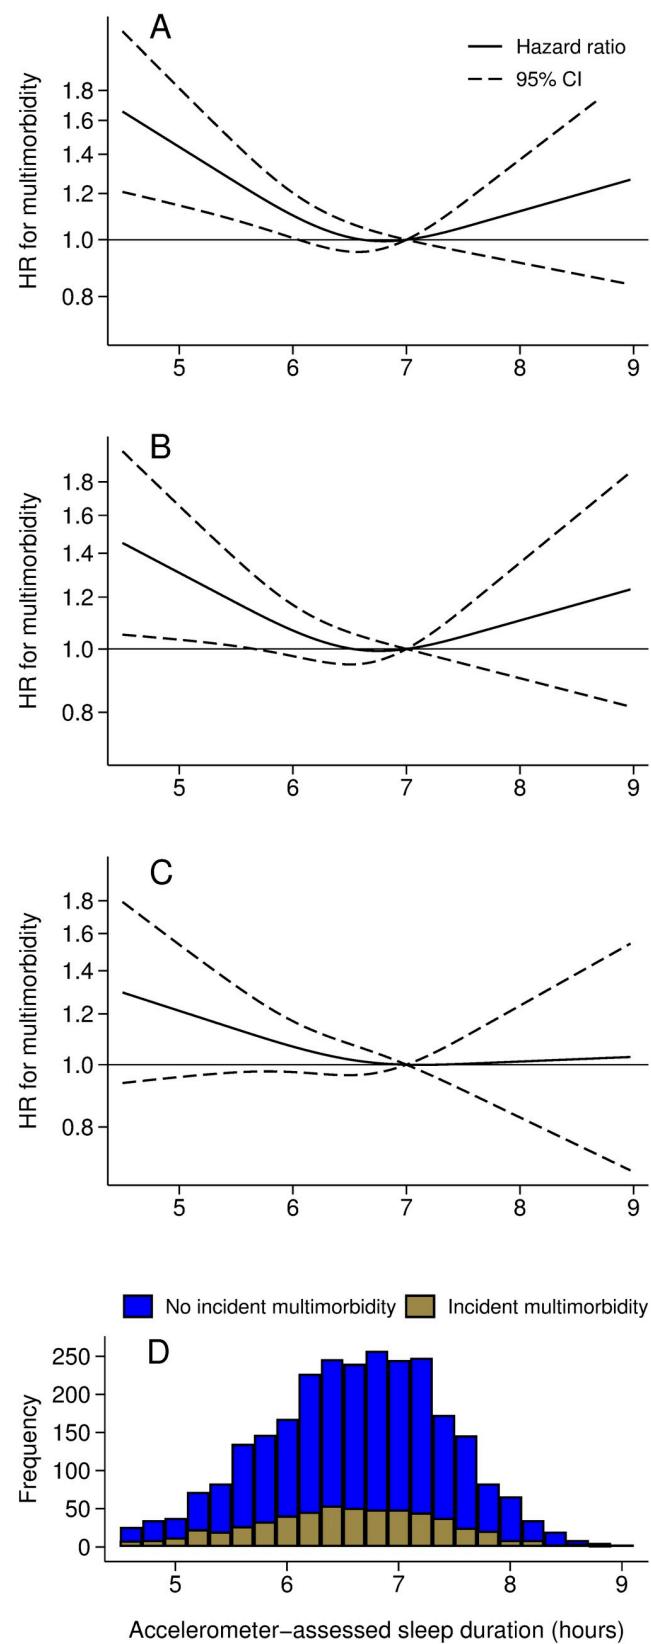 A
Hazard ratio
95% CI
HR for multimorbidity
1.8
1.6
1.4
1.2
1.0
0.8
5 6 7 8 9
B
HR for multimorbidity
1.8
1.6
1.4
1.2
1.0
0.8
5 6 7 8 9
C
HR for multimorbidity
1.8
1.6
1.4
1.2
1.0
0.8
5 6 7 8 9
No incident multimorbidity Incident multimorbidity
D
Frequency
250
200
150
100
50
0
5 6 7 8 9
Accelerometer−assessed sleep duration (hours)